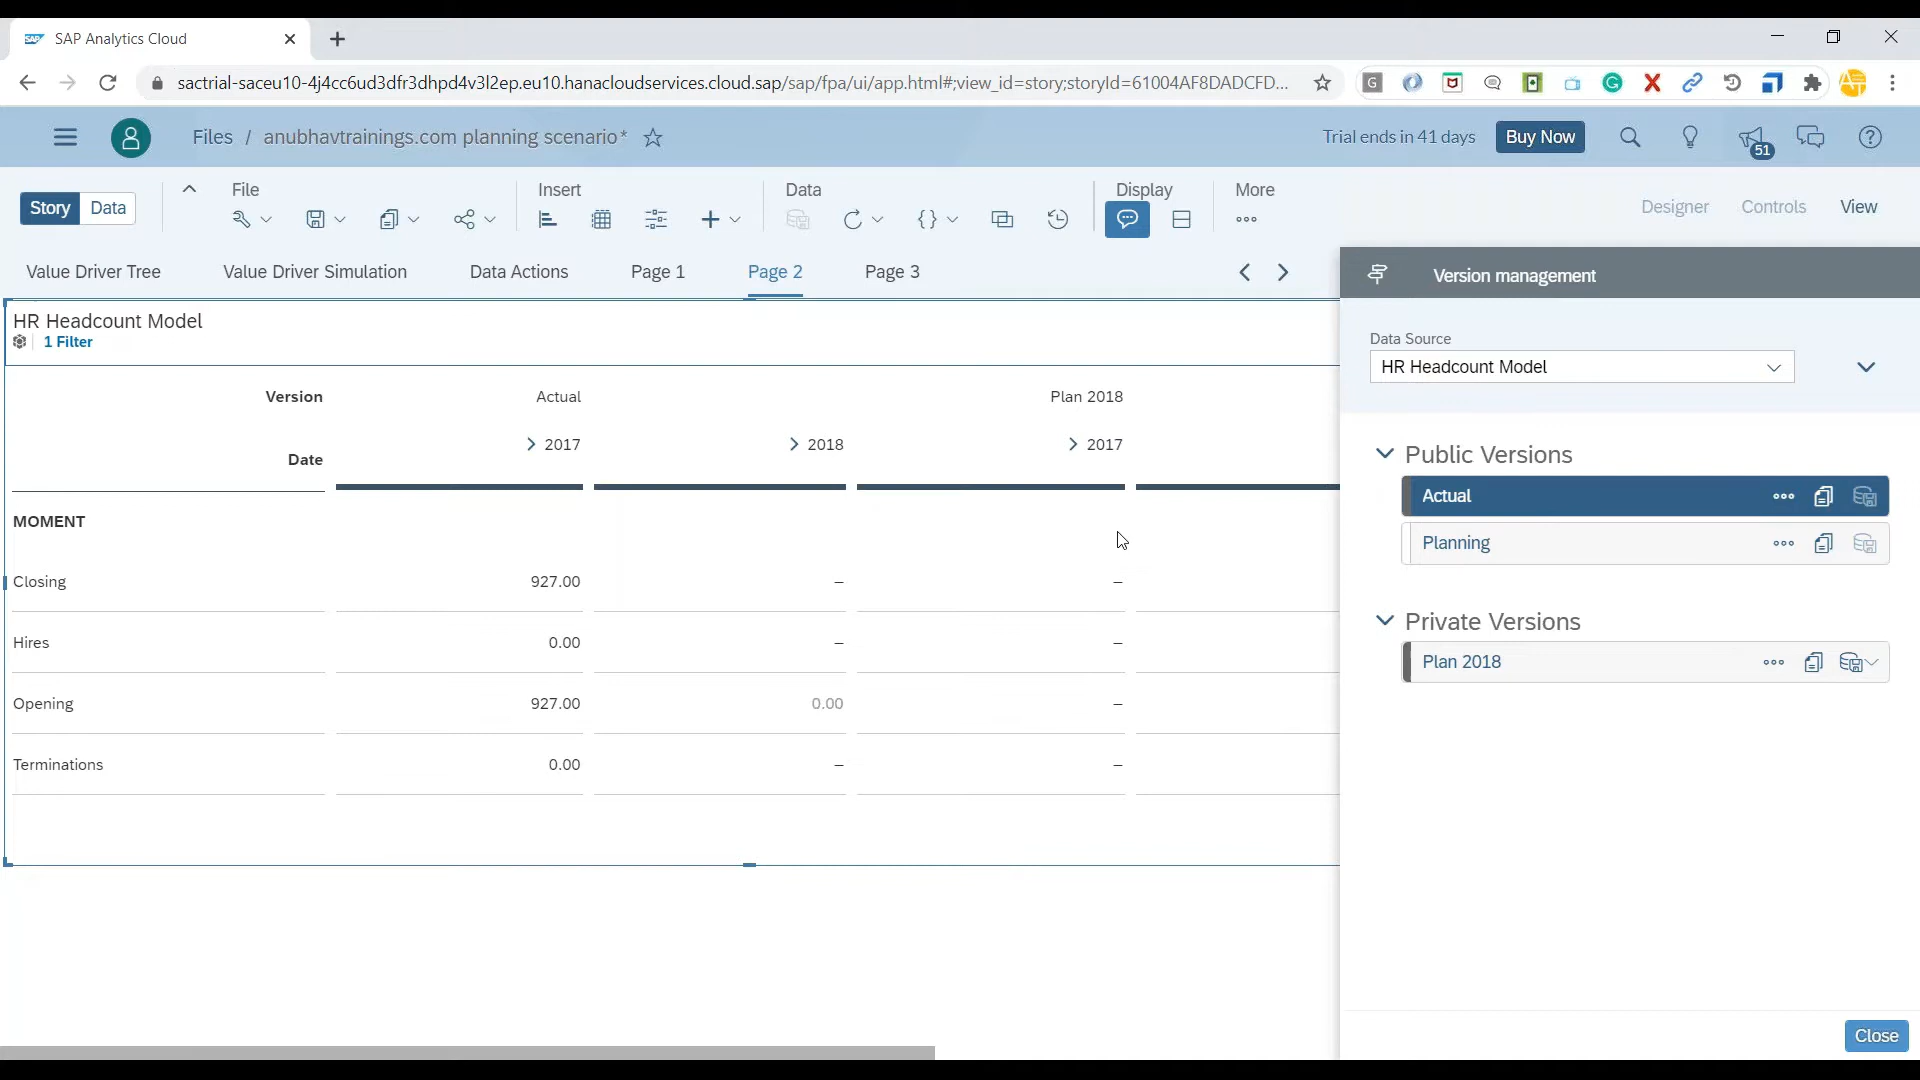 SAP Analytics Cloud
sactrial-saceu10-4j4cc6ud3dfr3dhpd4v3l2ep.eu10.hanacloudservices.cloud.sap/sap/fpa/ui/app.html#;view_id=story;storyId=61004AF8DADCFD...
Files / anubhavtrainings.com planning scenario*
Trial ends in 41 days
Buy Now
51
Story
Data
File
Insert
Data
Display
More
Designer
Controls
View
Value Driver Tree
Value Driver Simulation
Data Actions
Page 1
Page 2
Page 3
HR Headcount Model
1 Filter
Version Actual Plan 2018
Date 2017 2018 2017
MOMENT
Closing 927.00 – –
Hires 0.00 – –
Opening 927.00 0.00 –
Terminations 0.00 – –
Version management
Data Source
HR Headcount Model
Public Versions
Actual
Planning
Private Versions
Plan 2018
Close